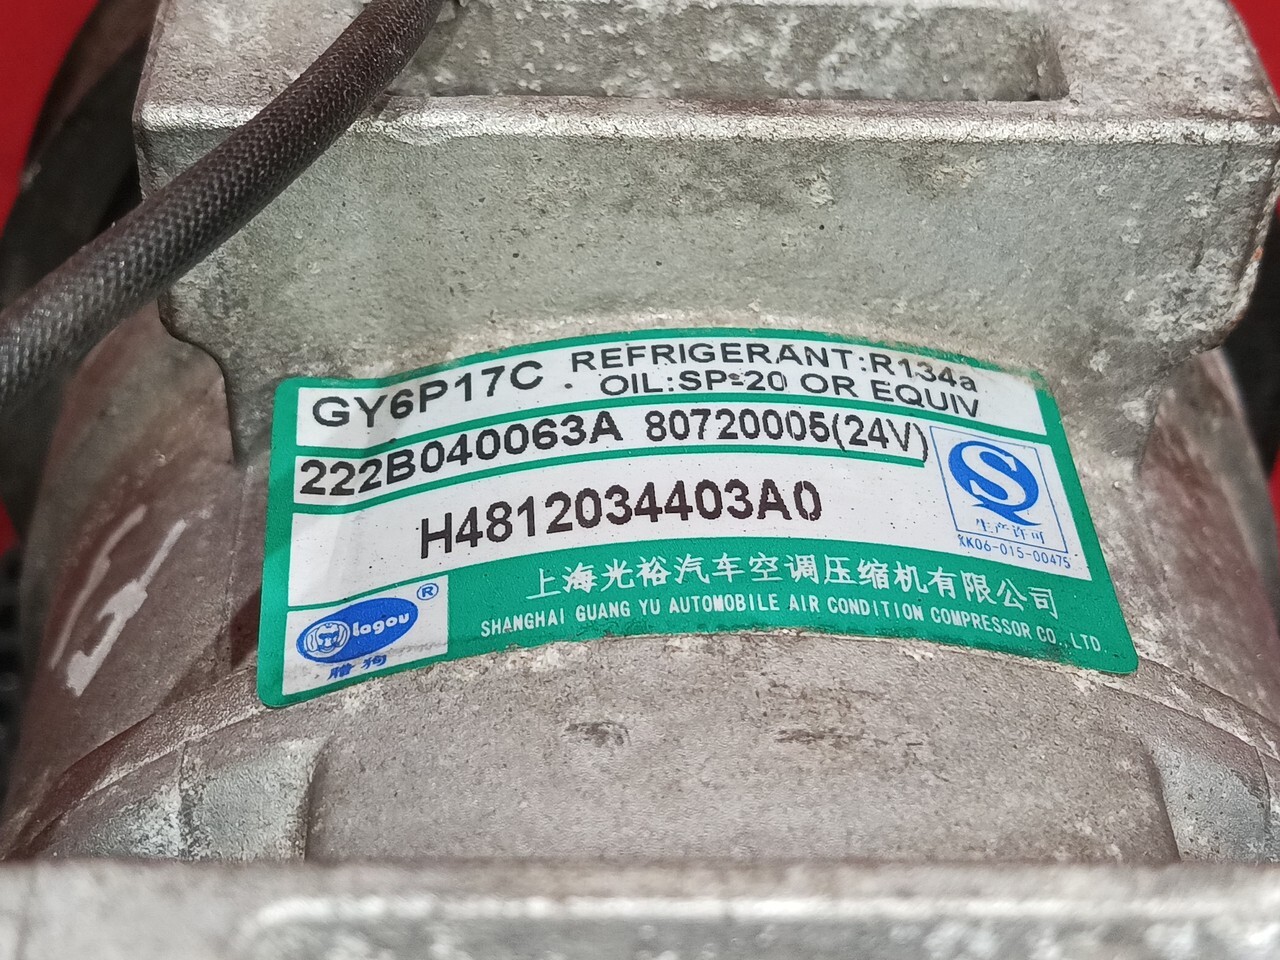 GY6P17C REFRIGERANT:R134a
OIL:SP-20 OR EQUIV
222B040063A 80720005(24V)
H4812034403A0
QS
生产许可
XK06-015-00475
上海光裕汽车空调压缩机有限公司
SHANGHAI GUANG YU AUTOMOBILE AIR CONDITION COMPRESSOR CO., LTD.
lagou ®
腊狗